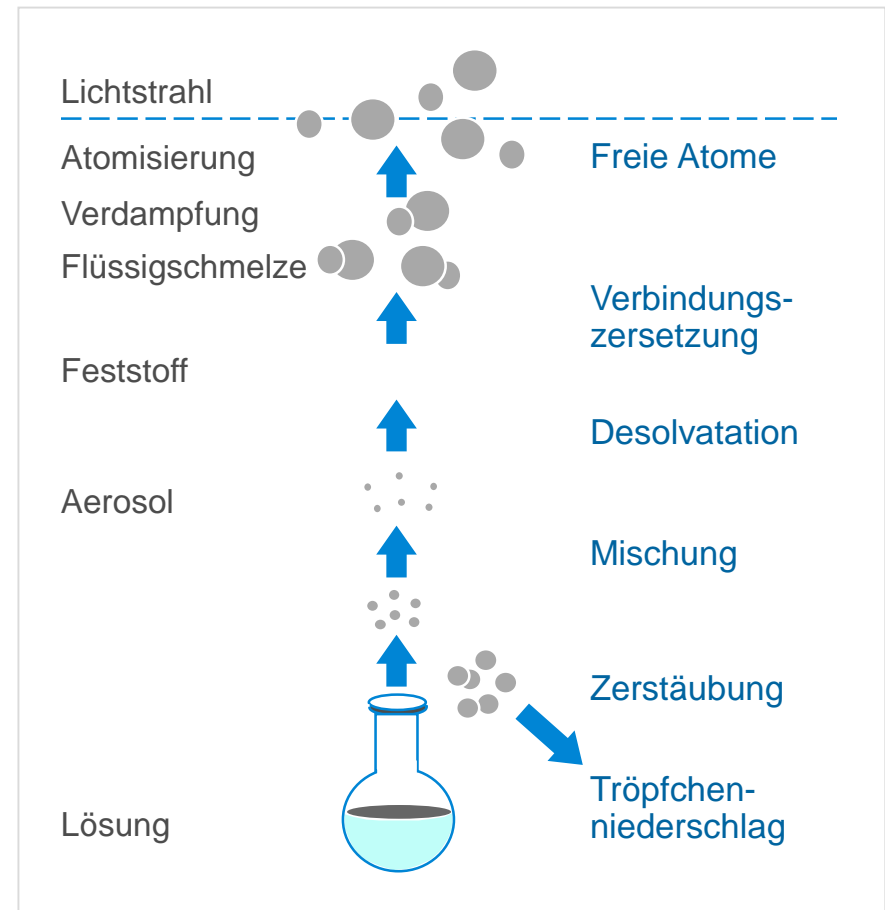 Lichtstrahl
Atomisierung
Freie Atome
Verdampfung
Flüssigschmelze
Verbindungs-
zersetzung
Feststoff
Desolvatation
Aerosol
Mischung
Zerstäubung
Tröpfchen-
niederschlag
Lösung